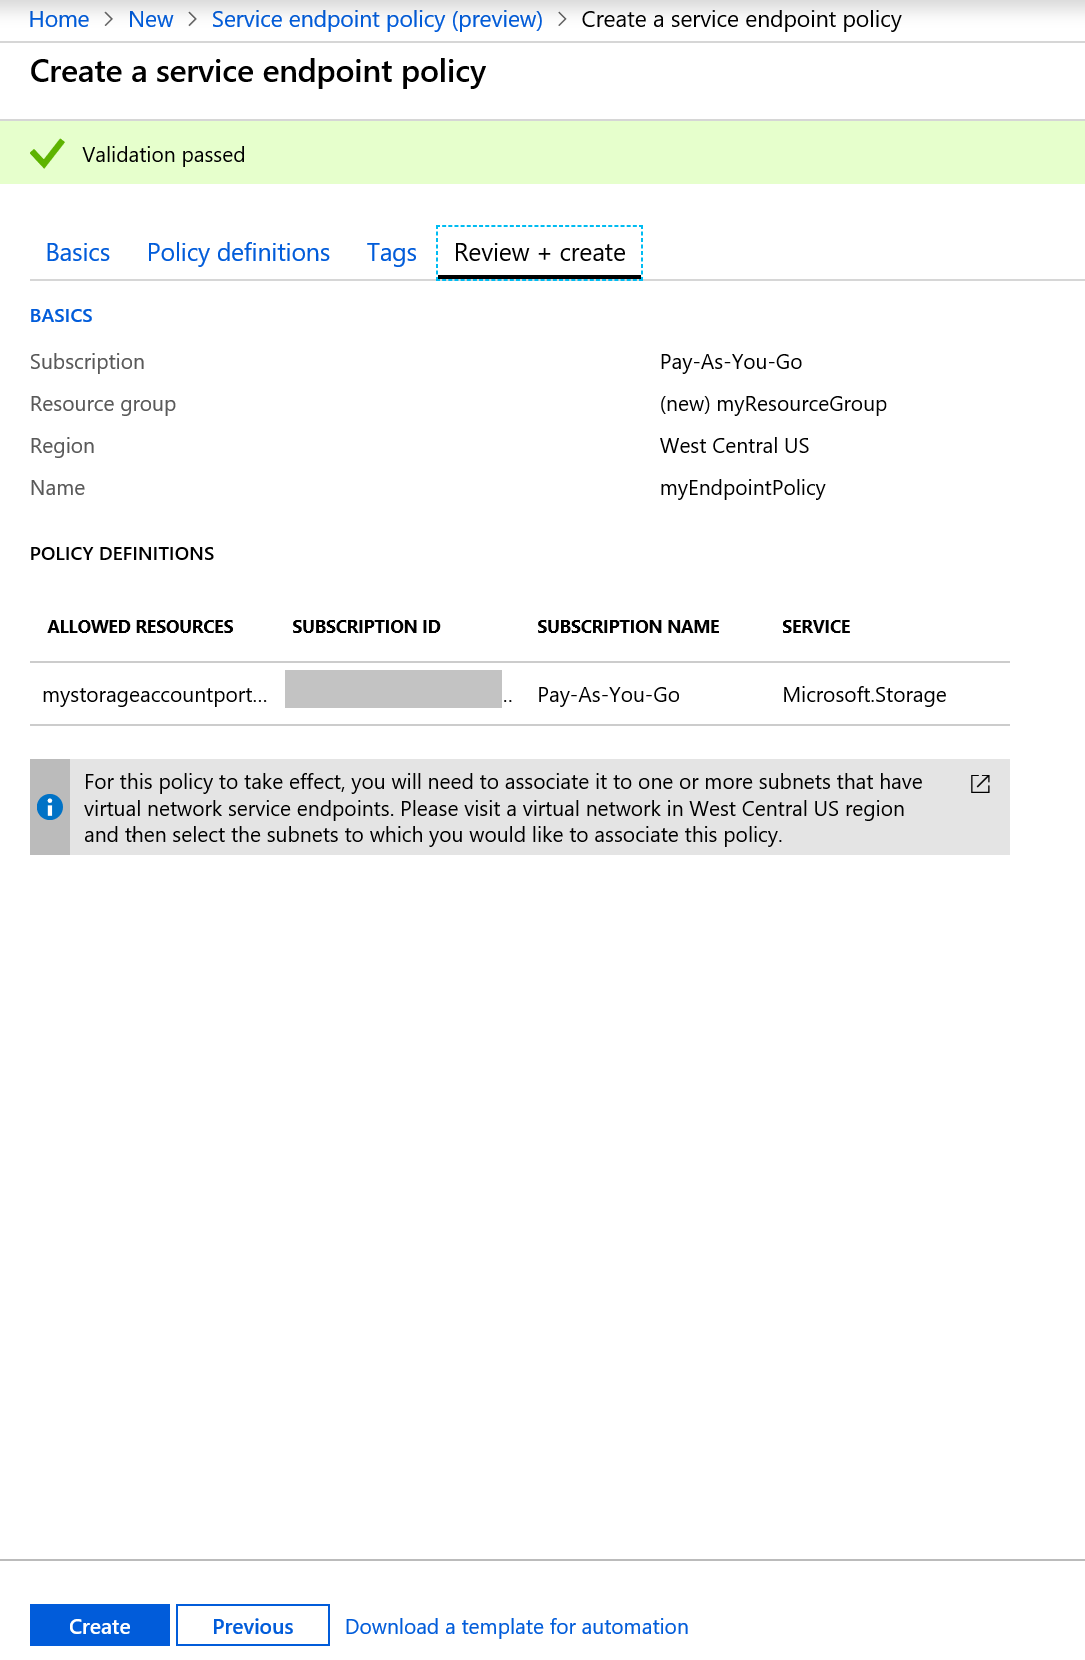 Home > New > Service endpoint policy (preview) > Create a service endpoint policy
Create a service endpoint policy
Validation passed
Basics Policy definitions Tags Review + create
BASICS
Subscription Pay-As-You-Go
Resource group (new) myResourceGroup
Region West Central US
Name myEndpointPolicy
POLICY DEFINITIONS
ALLOWED RESOURCES SUBSCRIPTION ID SUBSCRIPTION NAME SERVICE
mystorageaccountport... .. Pay-As-You-Go Microsoft.Storage
For this policy to take effect, you will need to associate it to one or more subnets that have
virtual network service endpoints. Please visit a virtual network in West Central US region
and then select the subnets to which you would like to associate this policy.
Create Previous Download a template for automation